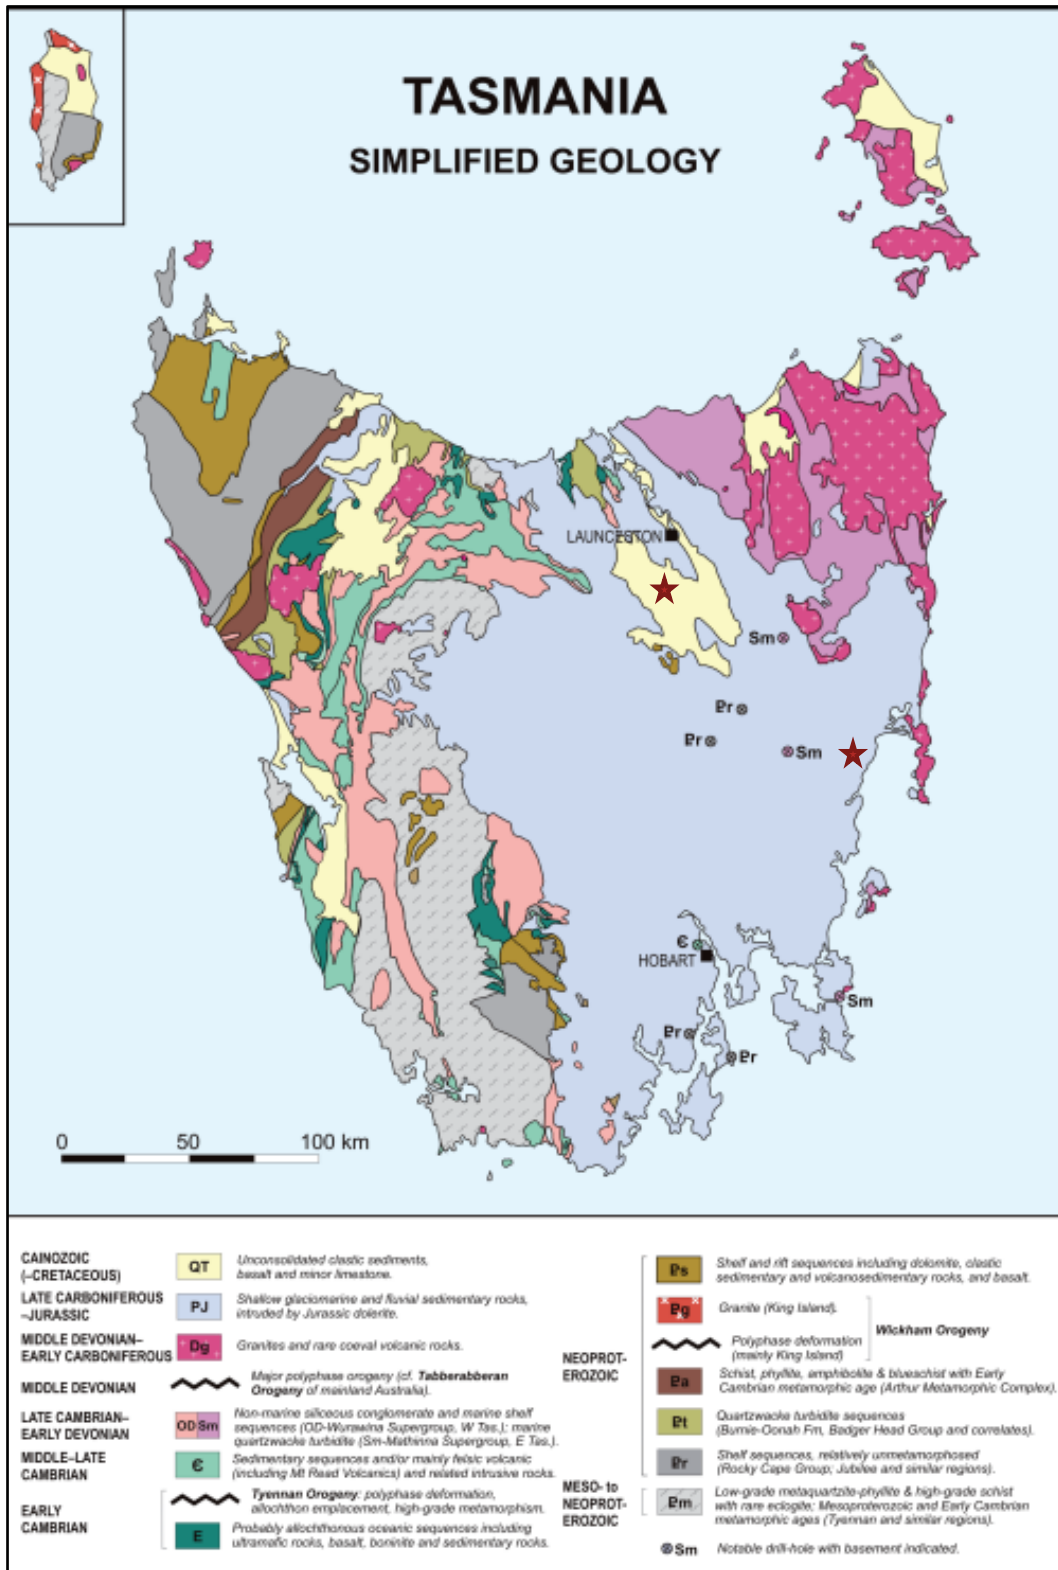 TASMANIA
SIMPLIFIED GEOLOGY
LAUNCESTON
Sm
Ꞓr
Ꞓr
Sm
Є
HOBART
Sm
Ꞓr
Ꞓr
0 50 100 km
CAINOZOIC
(–CRETACEOUS)
QT
Unconsolidated clastic sediments,
basalt and minor limestone.
LATE CARBONIFEROUS
–JURASSIC
PJ
Shallow glaciomarine and fluvial sedimentary rocks,
intruded by Jurassic dolerite.
MIDDLE DEVONIAN–
EARLY CARBONIFEROUS
Dg
Granites and rare coeval volcanic rocks.
MIDDLE DEVONIAN
Major polyphase orogeny (cf. Tabberabberan
Orogeny of mainland Australia).
LATE CAMBRIAN–
EARLY DEVONIAN
OD Sm
Non-marine siliceous conglomerate and marine shelf
sequences (OD-Wurawina Supergroup, W Tas.); marine
quartzwacke turbidite (Sm-Mathinna Supergroup, E Tas.).
MIDDLE–LATE
CAMBRIAN
Є
Sedimentary sequences and/or mainly felsic volcanic
(including Mt Read Volcanics) and related intrusive rocks.
EARLY
CAMBRIAN
Tyennan Orogeny: polyphase deformation,
allochthon emplacement, high-grade metamorphism.
E
Probably allochthonous oceanic sequences including
ultramafic rocks, basalt, boninite and sedimentary rocks.
NEOPROT-
EROZOIC
Ps
Shelf and rift sequences including dolomite, clastic
sedimentary and volcanosedimentary rocks, and basalt.
Pg
Granite (King Island).
Polyphase deformation
(mainly King Island)
Wickham Orogeny
Pa
Schist, phyllite, amphibolite & blueschist with Early
Cambrian metamorphic age (Arthur Metamorphic Complex).
Pt
Quartzwacke turbidite sequences
(Burnie-Oonah Fm, Badger Head Group and correlates).
Pr
Shelf sequences, relatively unmetamorphosed
(Rocky Cape Group; Jubilee and similar regions).
MESO- to
NEOPROT-
EROZOIC
Pm
Low-grade metaquartzite-phyllite & high-grade schist
with rare eclogite; Mesoproterozoic and Early Cambrian
metamorphic ages (Tyennan and similar regions).
Sm
Notable drill-hole with basement indicated.